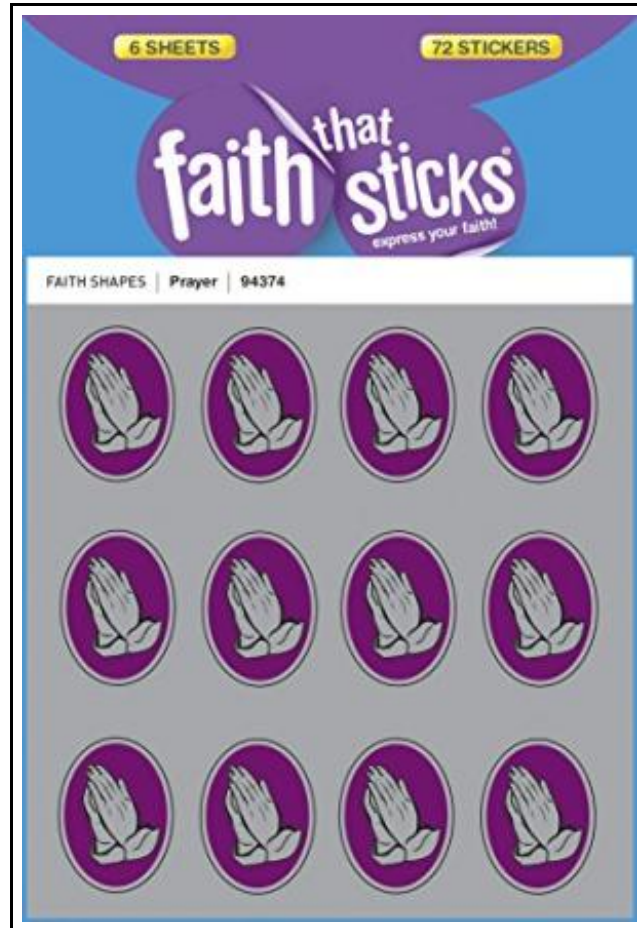 6 SHEETS
72 STICKERS
faith that
sticks®
express your faith!
FAITH SHAPES | Prayer | 94374